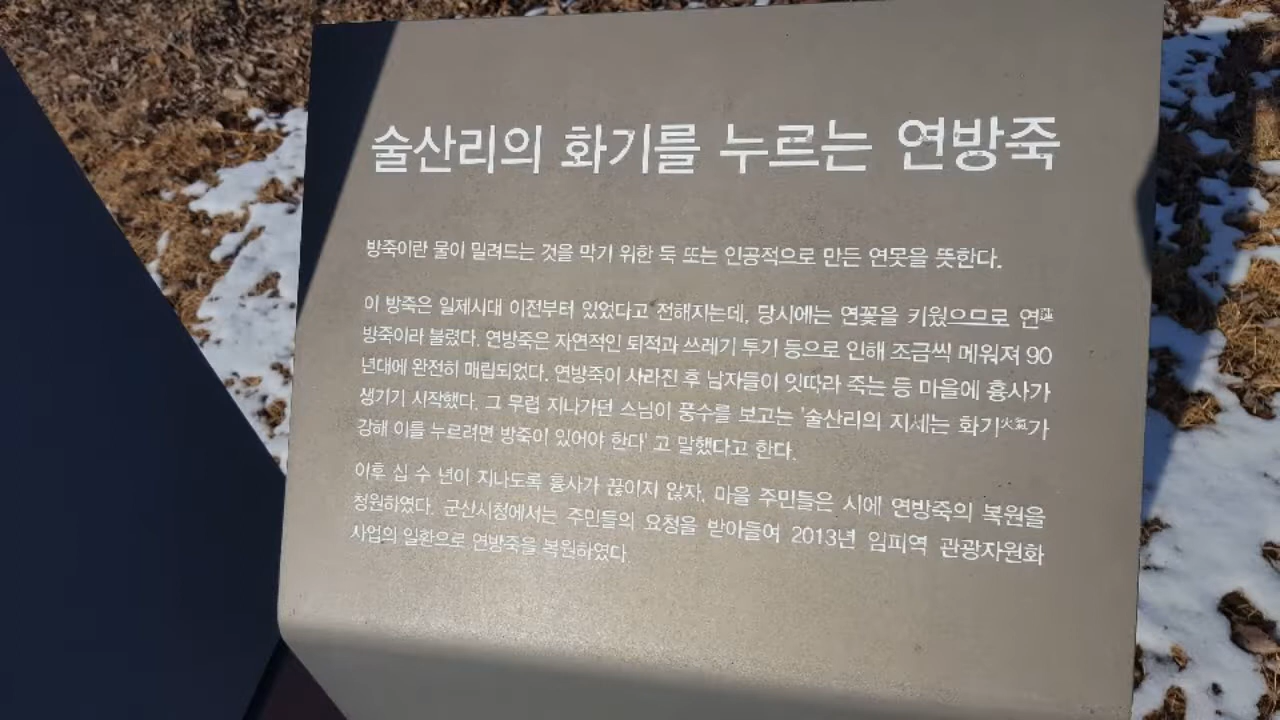 술산리의 화기를 누르는 연방죽
방죽이란 물이 밀려드는 것을 막기 위한 둑 또는 인공적으로 만든 연못을 뜻한다.
이 방죽은 일제시대 이전부터 있었다고 전해지는데, 당시에는 연꽃을 키웠으므로 연蓮
방죽이라 불렸다. 연방죽은 자연적인 퇴적과 쓰레기 투기 등으로 인해 조금씩 메워져 90
년대에 완전히 매립되었다. 연방죽이 사라진 후 남자들이 잇따라 죽는 등 마을에 흉사가
생기기 시작했다. 그 무렵 지나가던 스님이 풍수를 보고는 '술산리의 지세는 화기火氣가
강해 이를 누르려면 방죽이 있어야 한다' 고 말했다고 한다.
이후 십 수 년이 지나도록 흉사가 끊이지 않자, 마을 주민들은 시에 연방죽의 복원을
청원하였다. 군산시청에서는 주민들의 요청을 받아들여 2013년 임피역 관광자원화
사업의 일환으로 연방죽을 복원하였다.